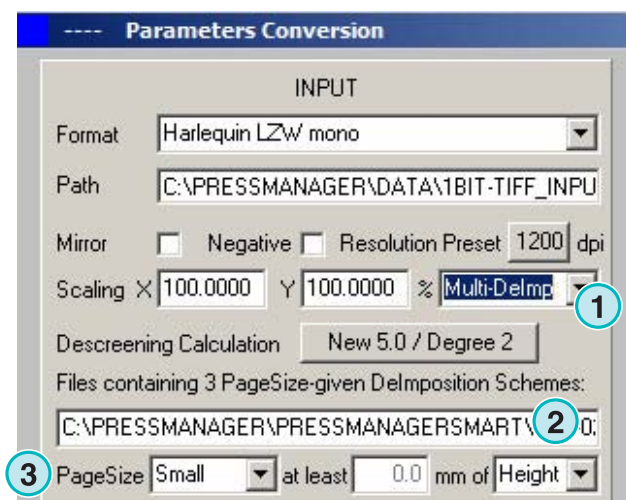 ---- Parameters Conversion
INPUT
Format Harlequin LZW mono
Path C:\PRESSMANAGER\DATA\1BIT-TIFF_INPU
Mirror Negative Resolution Preset 1200 dpi
Scaling X 100.0000 Y 100.0000 % Multi-DeImp 1
Descreening Calculation New 5.0 / Degree 2
Files containing 3 PageSize-given DeImposition Schemes:
C:\PRESSMANAGER\PRESSMANAGERSMART\ 2
3 PageSize Small at least 0.0 mm of Height